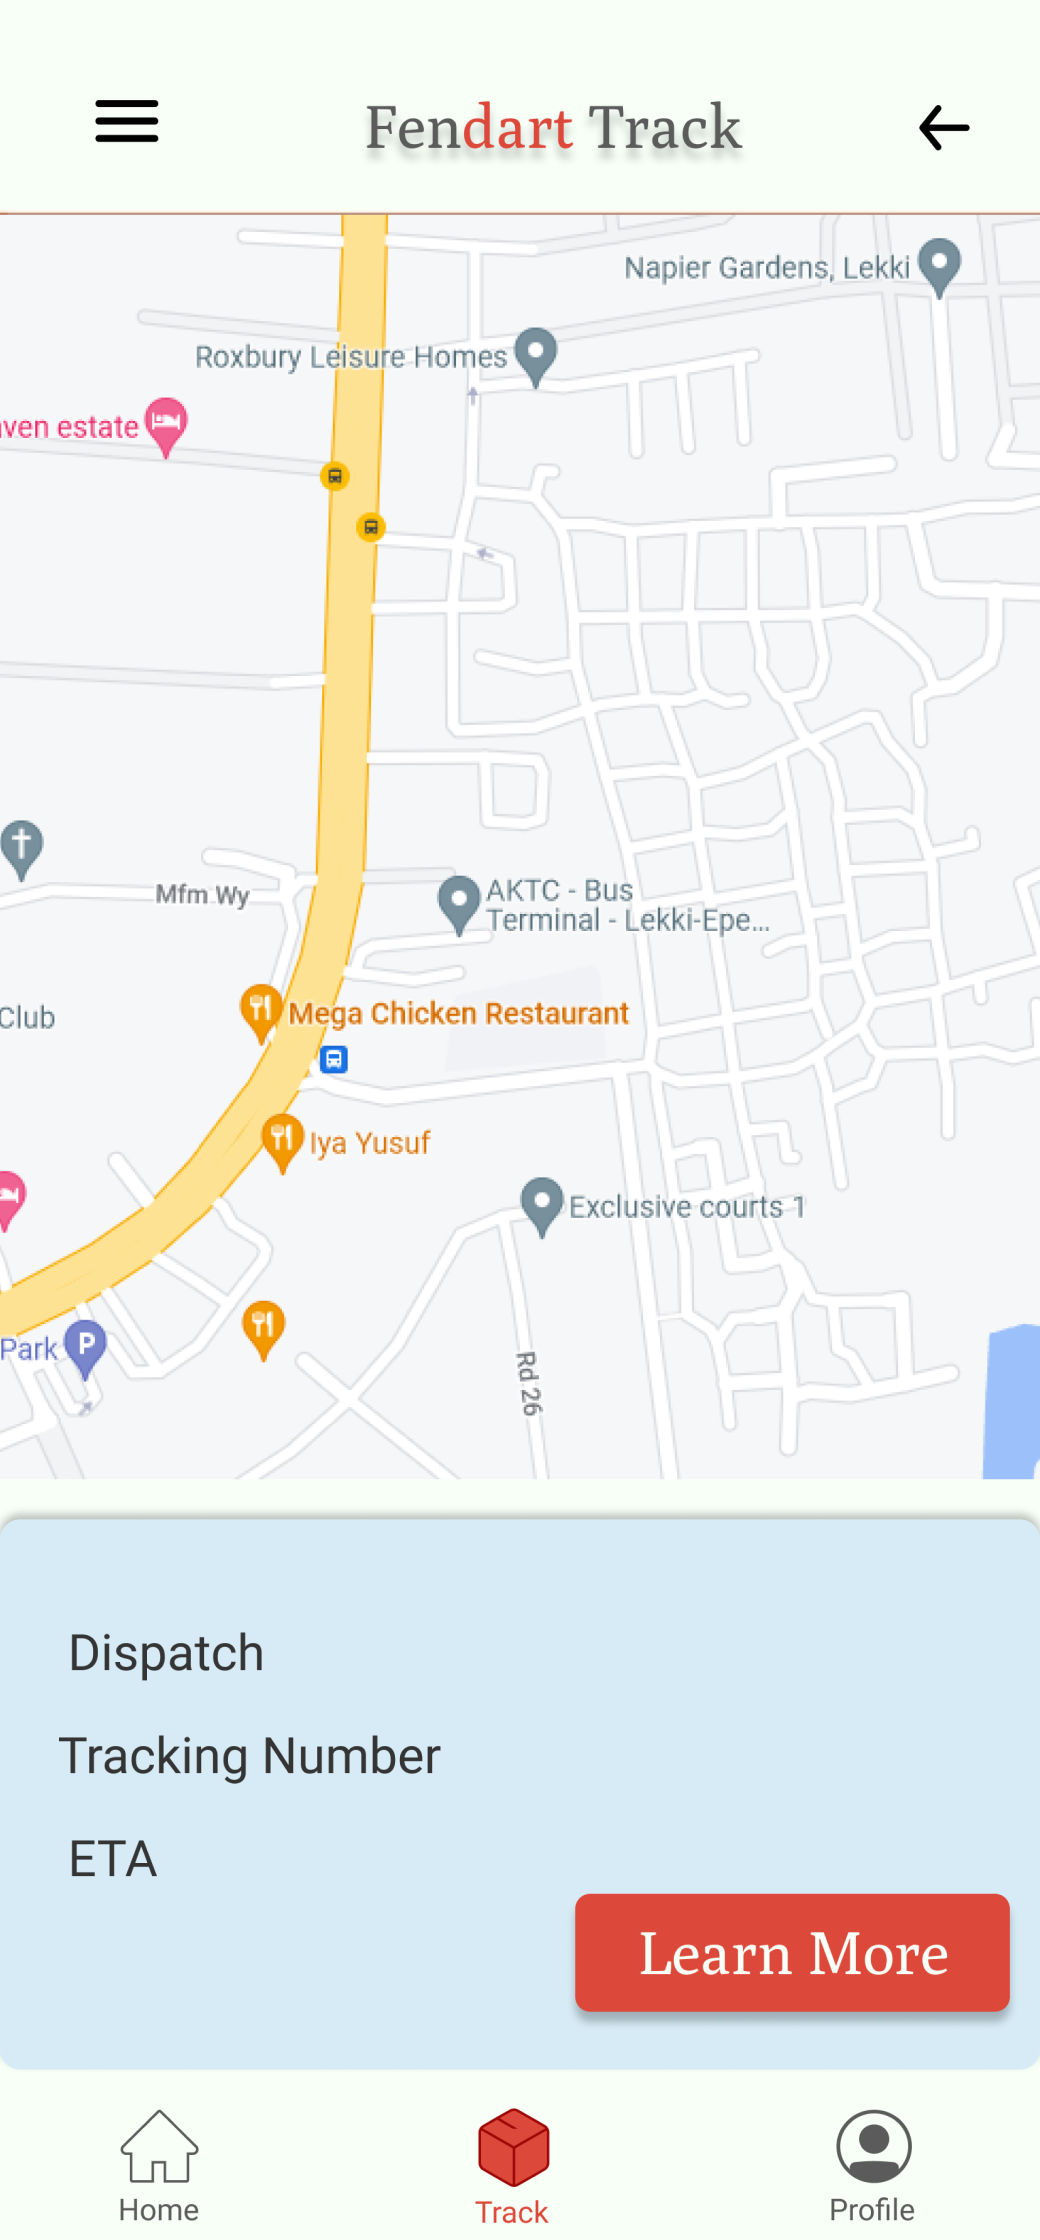 Fendart Track
Napier Gardens, Lekki
Roxbury Leisure Homes
ven estate
Mfm Wy
AKTC - Bus
Terminal - Lekki-Epe...
Club
Mega Chicken Restaurant
Iya Yusuf
Exclusive courts 1
Park
P
Rd 26
Dispatch
Tracking Number
ETA
Learn More
Home
Track
Profile